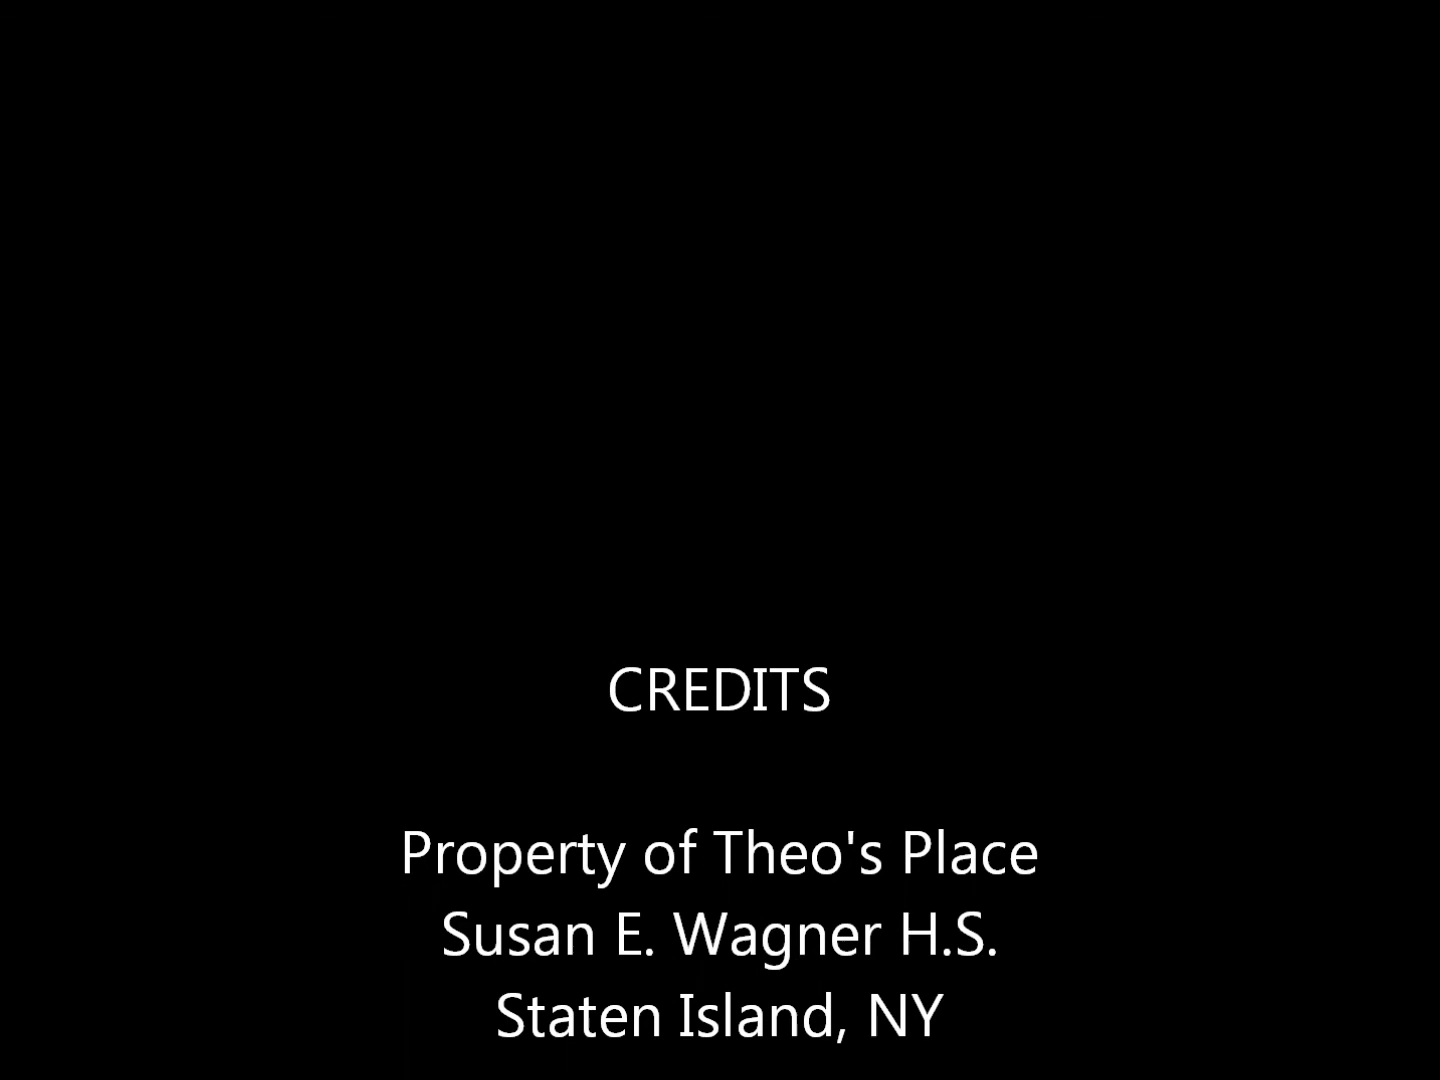 CREDITS
Property of Theo's Place
Susan E. Wagner H.S.
Staten Island, NY